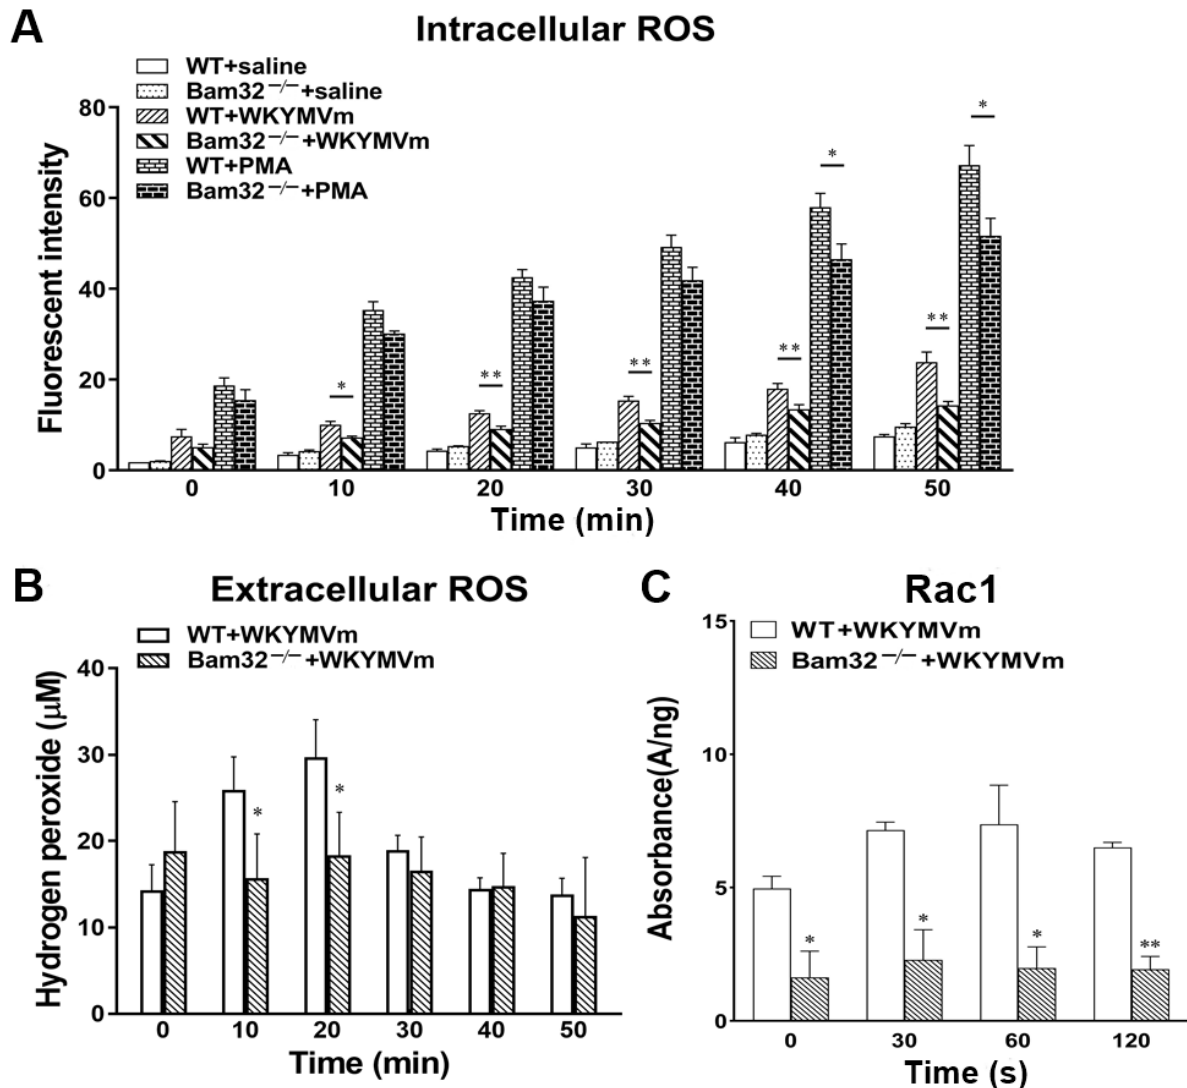 A
Intracellular ROS
WT+saline
Bam32−/−+saline
WT+WKYMVm
Bam32−/−+WKYMVm
WT+PMA
Bam32−/−+PMA
Fluorescent intensity
80
60
40
20
0
*
**
**
**
*
**
*
0 10 20 30 40 50
Time (min)
B
Extracellular ROS
WT+WKYMVm
Bam32−/−+WKYMVm
Hydrogen peroxide (μM)
40
30
20
10
0
*
*
0 10 20 30 40 50
Time (min)
C
Rac1
WT+WKYMVm
Bam32−/−+WKYMVm
Absorbance(A/ng)
15
10
5
0
*
*
*
**
0 30 60 120
Time (s)